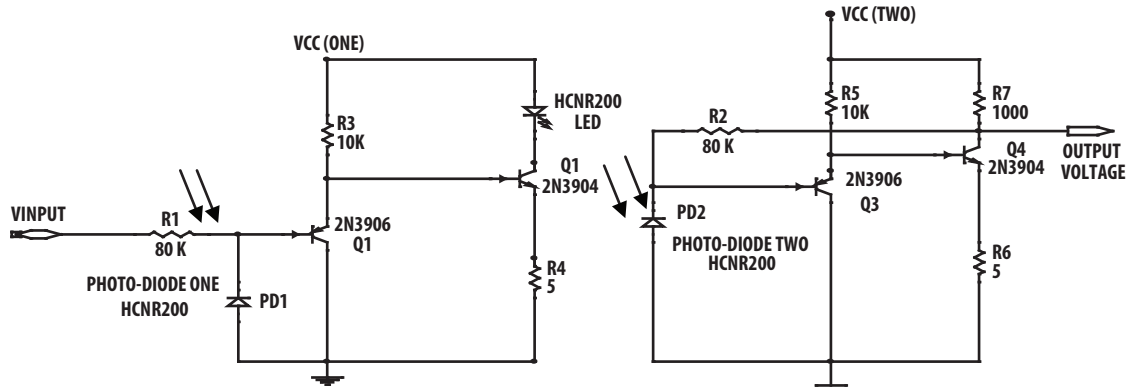 VCC (ONE)
R3
10K
HCNR200
LED
Q1
2N3904
VINPUT
R1
80 K
2N3906
Q1
PHOTO-DIODE ONE
HCNR200
PD1
R4
5
VCC (TWO)
R5
10K
R7
1000
R2
80 K
OUTPUT
VOLTAGE
Q4
2N3904
2N3906
Q3
PD2
PHOTO-DIODE TWO
HCNR200
R6
5